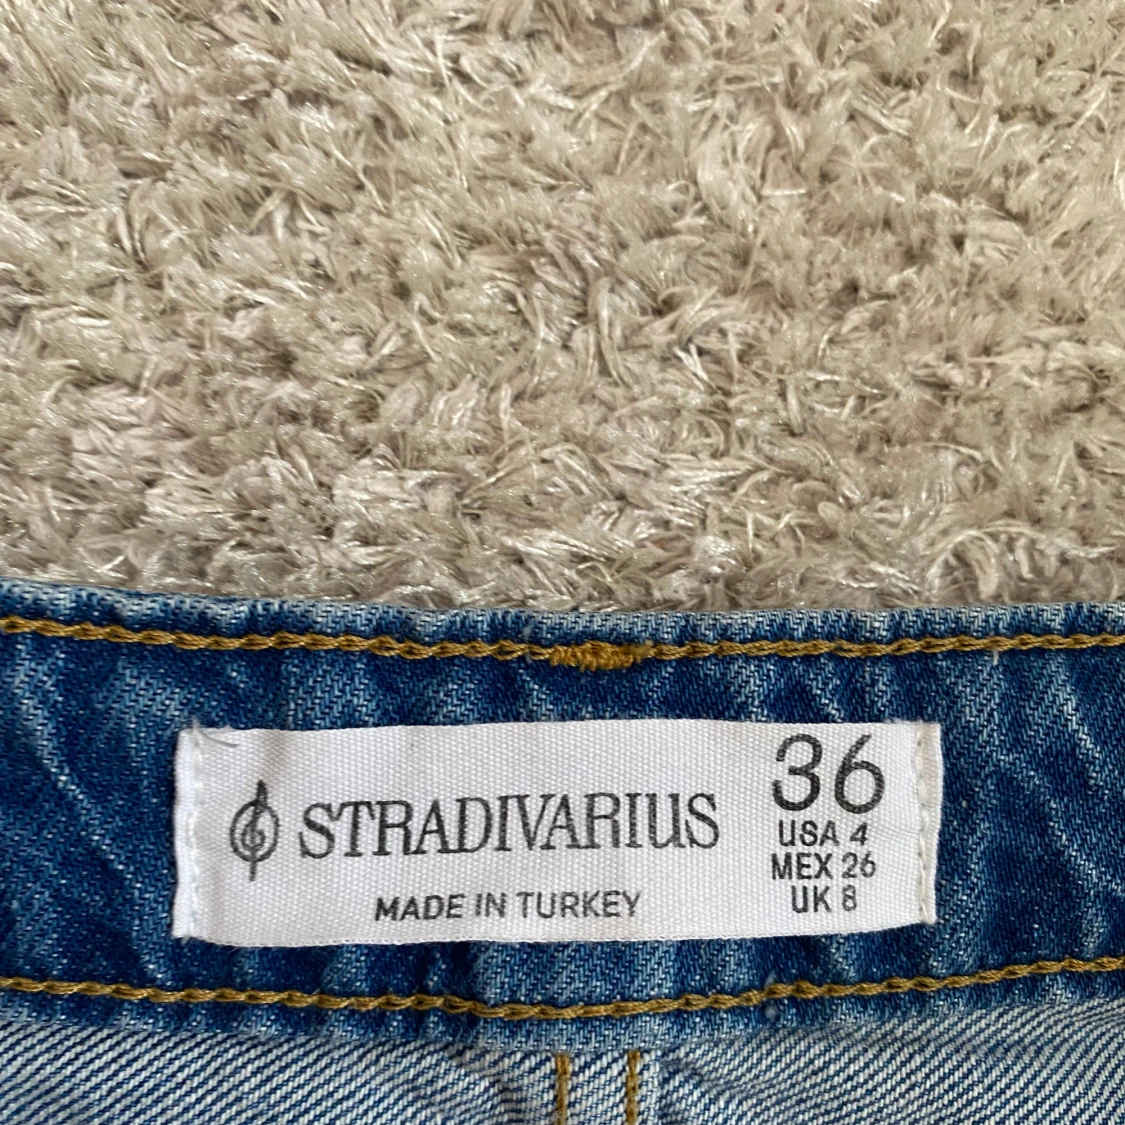 STRADIVARIUS
MADE IN TURKEY
36
USA 4
MEX 26
UK 8